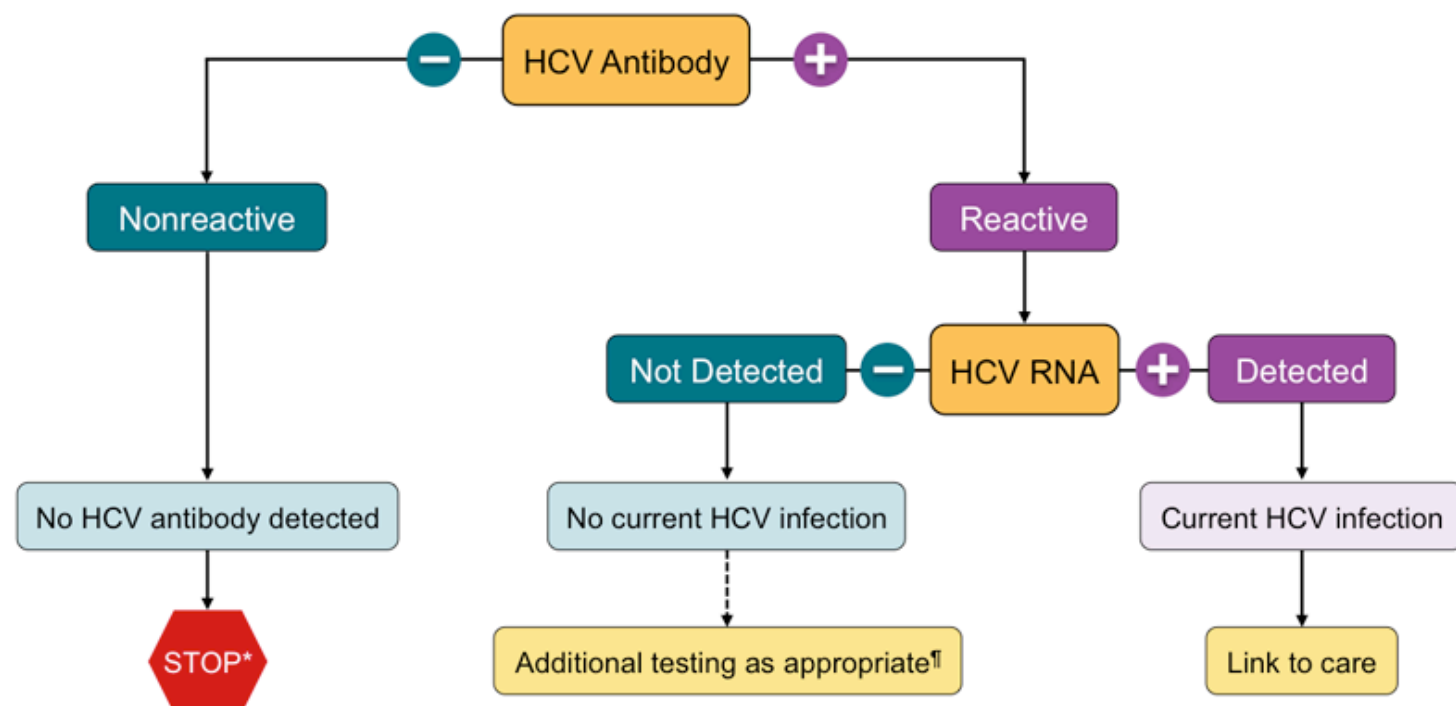 HCV Antibody
Nonreactive
Reactive
Not Detected
HCV RNA
Detected
No HCV antibody detected
No current HCV infection
Current HCV infection
STOP*
Additional testing as appropriate¶
Link to care